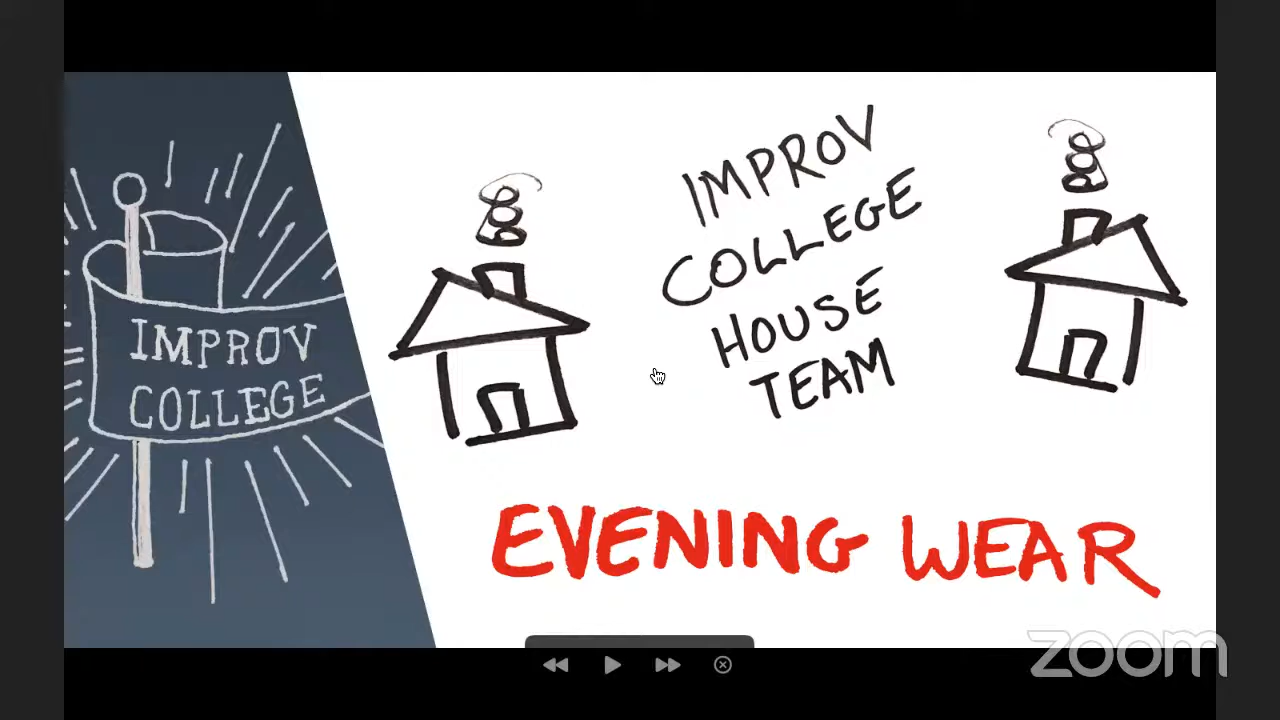 IMPROV
COLLEGE
IMPROV
COLLEGE
HOUSE
TEAM
EVENING WEAR
zoom